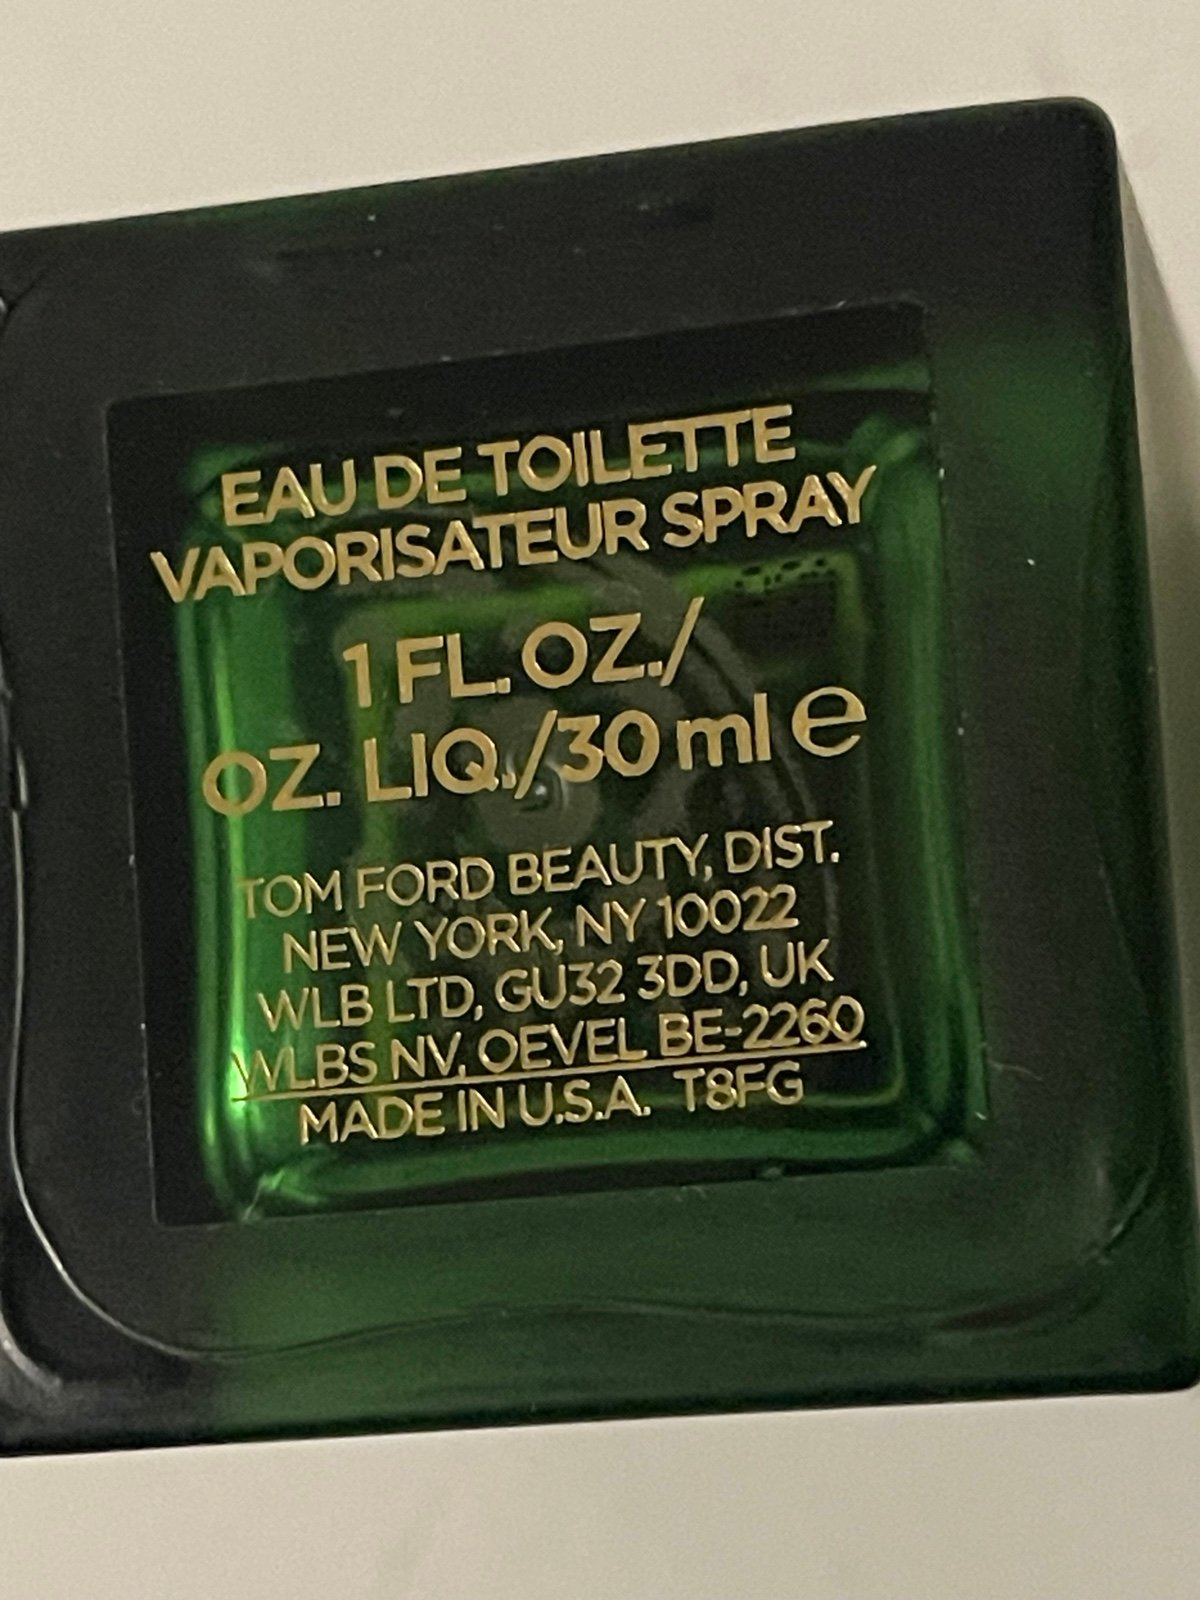 EAU DE TOILETTE
VAPORISATEUR SPRAY
1 FL. OZ./
OZ. LIQ./30 ml e
TOM FORD BEAUTY, DIST.
NEW YORK, NY 10022
WLB LTD, GU32 3DD, UK
WLBS NV, OEVEL BE-2260
MADE IN U.S.A. T8FG